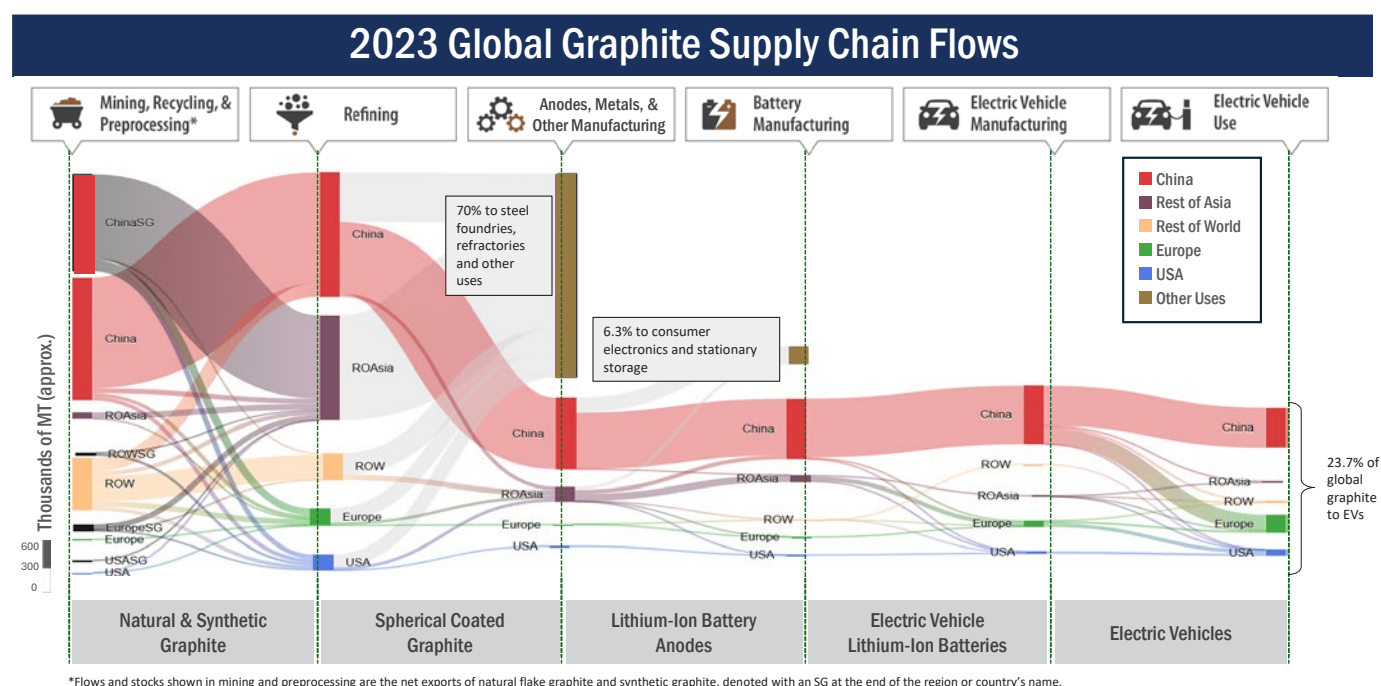 2023 Global Graphite Supply Chain Flows
Mining, Recycling, &
Preprocessing*
Refining
Anodes, Metals, &
Other Manufacturing
Battery
Manufacturing
Electric Vehicle
Manufacturing
Electric Vehicle
Use
China
Rest of Asia
Rest of World
Europe
USA
Other Uses
Thousands of MT (approx.)
600
300
0
ChinaSG
China
ROAsia
ROWSG
ROW
EuropeSG
Europe
USASG
USA
China
ROAsia
ROW
Europe
USA
70% to steel
foundries,
refractories
and other
uses
China
ROAsia
Europe
USA
6.3% to consumer
electronics and stationary
storage
China
ROAsia
ROW
Europe
USA
China
ROW
ROAsia
Europe
USA
China
ROAsia
ROW
Europe
USA
23.7% of
global
graphite
to EVs
Natural & Synthetic
Graphite
Spherical Coated
Graphite
Lithium-Ion Battery
Anodes
Electric Vehicle
Lithium-Ion Batteries
Electric Vehicles
*Flows and stocks shown in mining and preprocessing are the net exports of natural flake graphite and synthetic graphite, denoted with an SG at the end of the region or country's name.